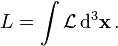 L = ∫ ℒ d³x .